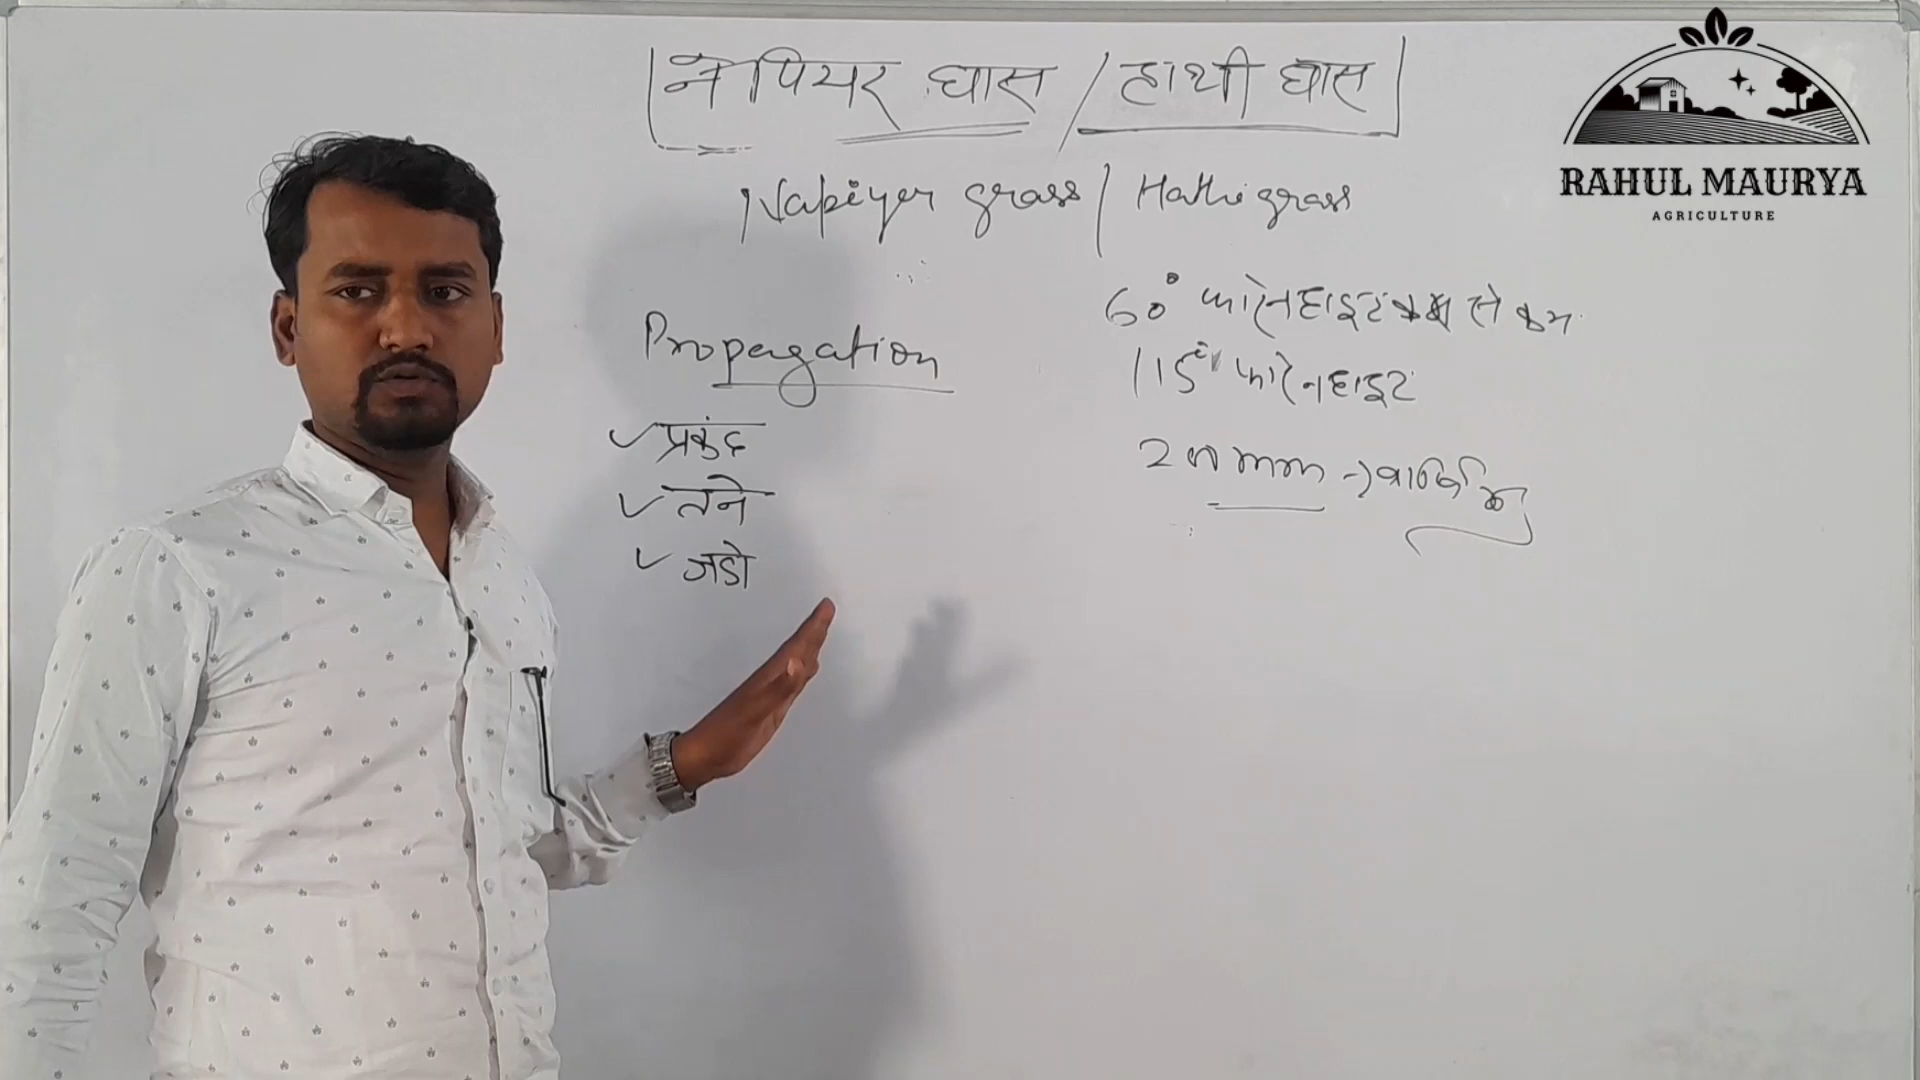 नेपियर घास / हाथी घास
Napiyer grass / Hathi grass
RAHUL MAURYA
AGRICULTURE
Propagation
प्रकंद
तने
जडो
60° फारेनहाइट से कम
115° फारेनहाइट
→ वार्षिक